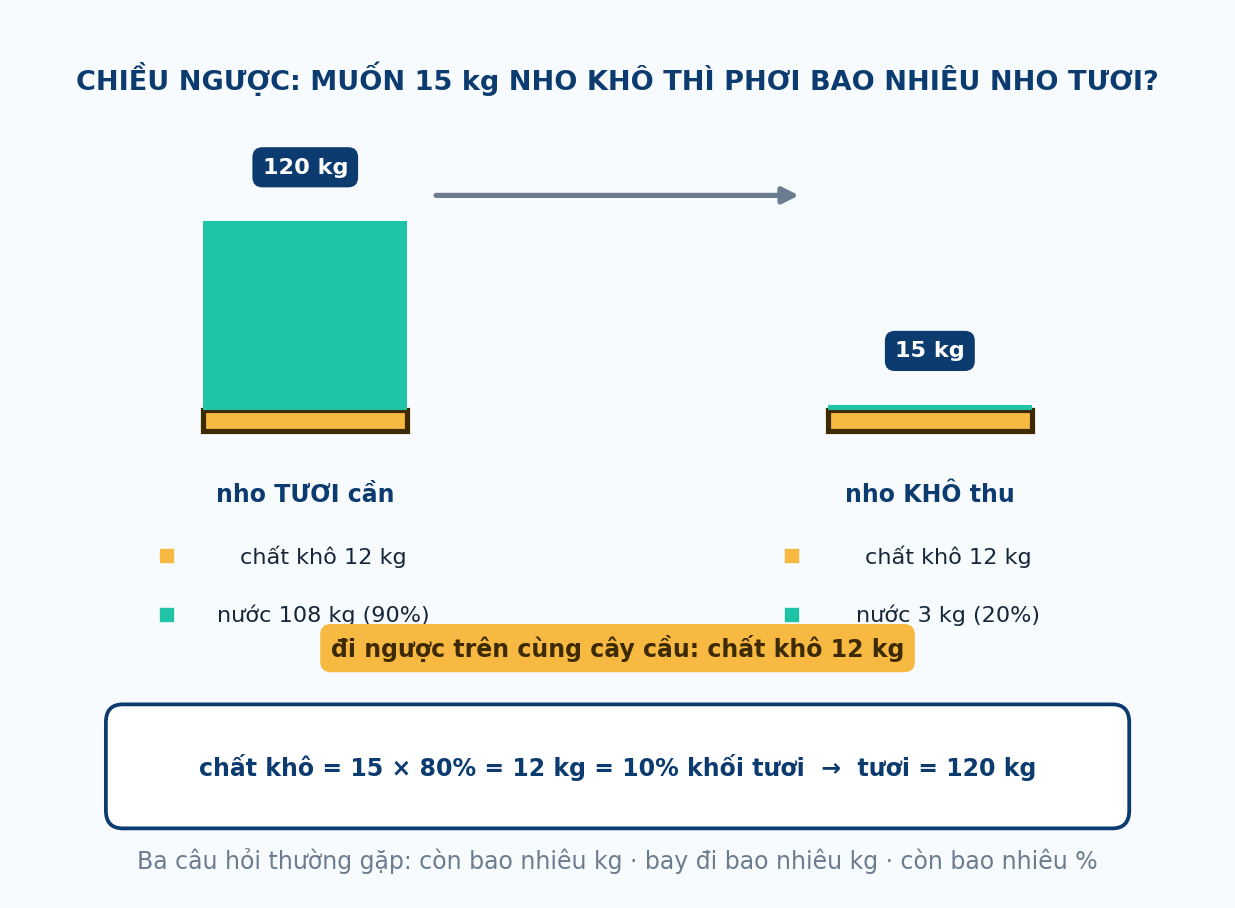 CHIỀU NGƯỢC: MUỐN 15 kg NHO KHÔ THÌ PHƠI BAO NHIÊU NHO TƯƠI?
120 kg
15 kg
nho TƯƠI cần
nho KHÔ thu
chất khô 12 kg
chất khô 12 kg
nước 108 kg (90%)
nước 3 kg (20%)
đi ngược trên cùng cây cầu: chất khô 12 kg
chất khô = 15 × 80% = 12 kg = 10% khối tươi → tươi = 120 kg
Ba câu hỏi thường gặp: còn bao nhiêu kg · bay đi bao nhiêu kg · còn bao nhiêu %